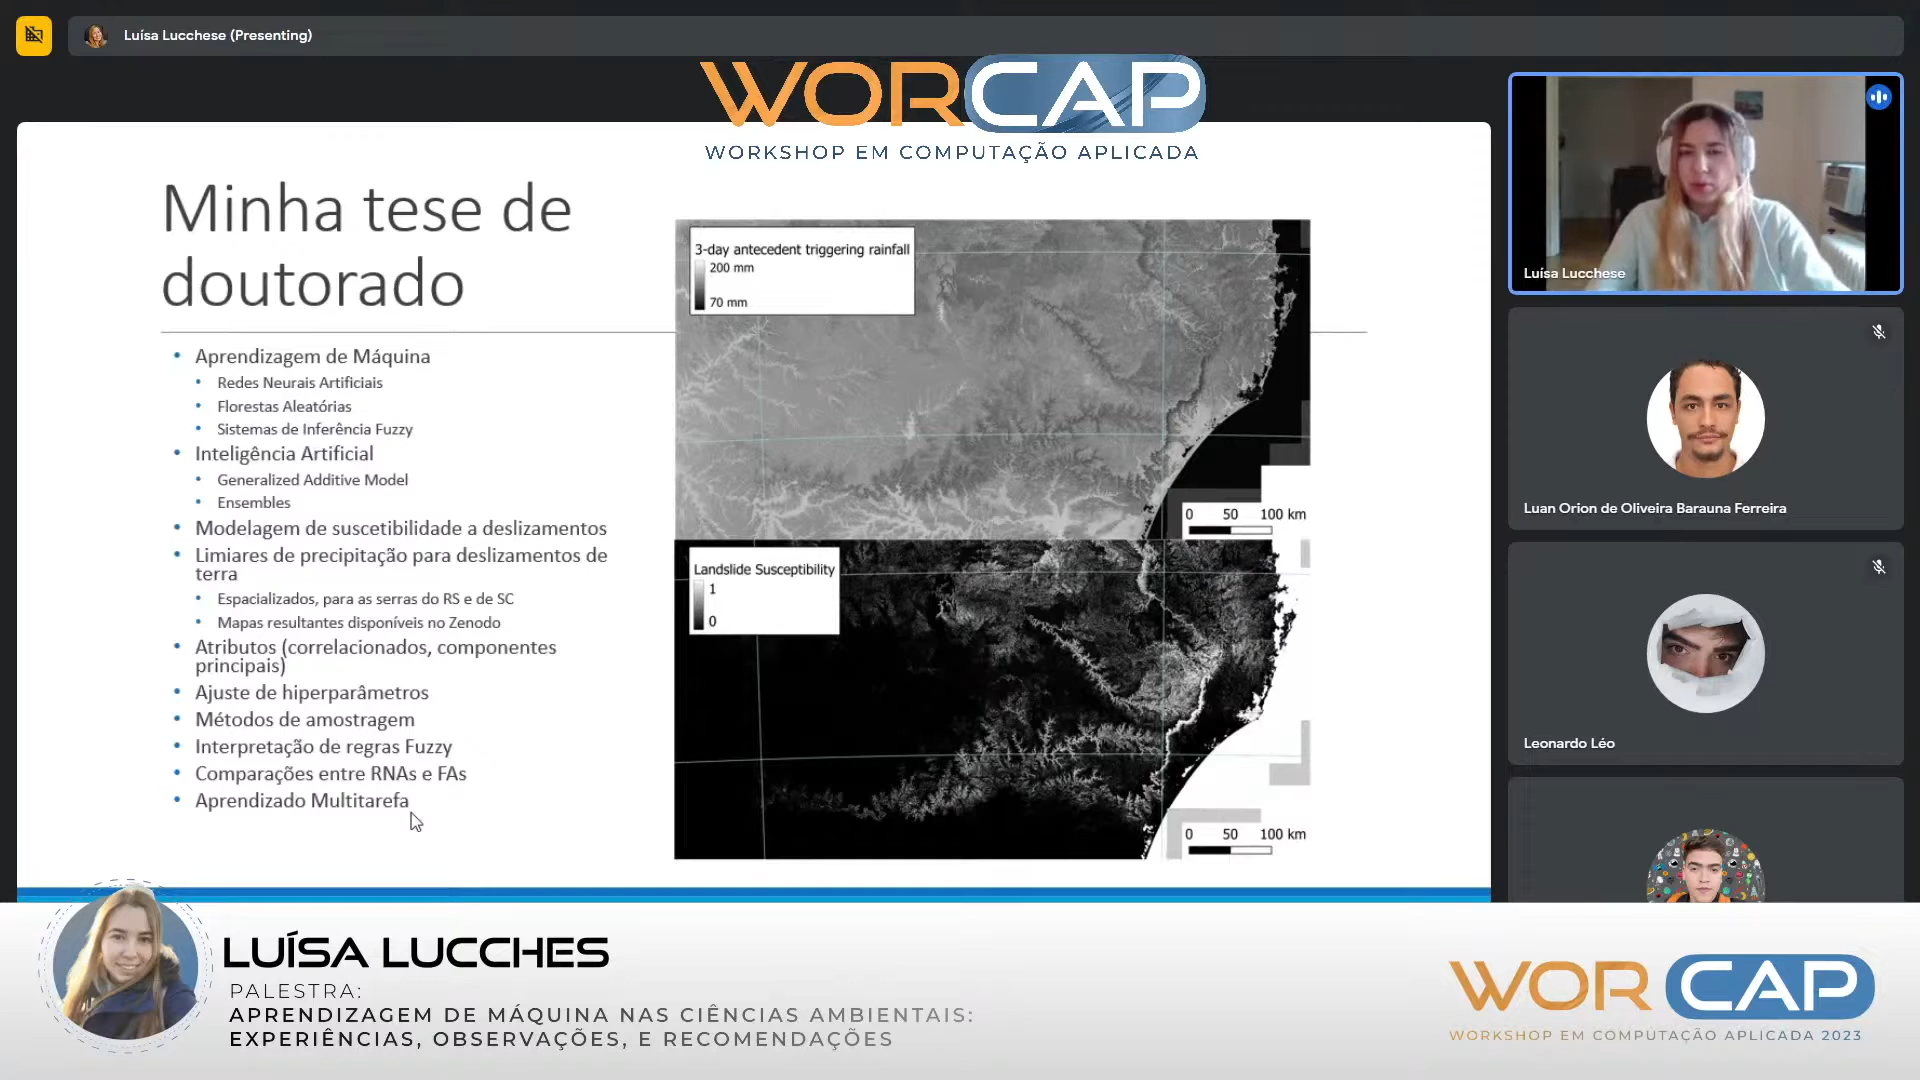 Luísa Lucchese (Presenting)
WORCAP
WORKSHOP EM COMPUTAÇÃO APLICADA
Minha tese de
doutorado
• Aprendizagem de Máquina
• Redes Neurais Artificiais
• Florestas Aleatórias
• Sistemas de Inferência Fuzzy
• Inteligência Artificial
• Generalized Additive Model
• Ensembles
• Modelagem de suscetibilidade a deslizamentos
• Limiares de precipitação para deslizamentos de
terra
• Espacializados, para as serras do RS e de SC
• Mapas resultantes disponíveis no Zenodo
• Atributos (correlacionados, componentes
principais)
• Ajuste de hiperparâmetros
• Métodos de amostragem
• Interpretação de regras Fuzzy
• Comparações entre RNAs e FAs
• Aprendizado Multitarefa
3-day antecedent triggering rainfall
200 mm
70 mm
0 50 100 km
Landslide Susceptibility
1
0
0 50 100 km
Luísa Lucchese
Luan Orion de Oliveira Barauna Ferreira
Leonardo Léo
LUÍSA LUCCHES
PALESTRA:
APRENDIZAGEM DE MÁQUINA NAS CIÊNCIAS AMBIENTAIS:
EXPERIÊNCIAS, OBSERVAÇÕES, E RECOMENDAÇÕES
WORCAP
WORKSHOP EM COMPUTAÇÃO APLICADA 2023